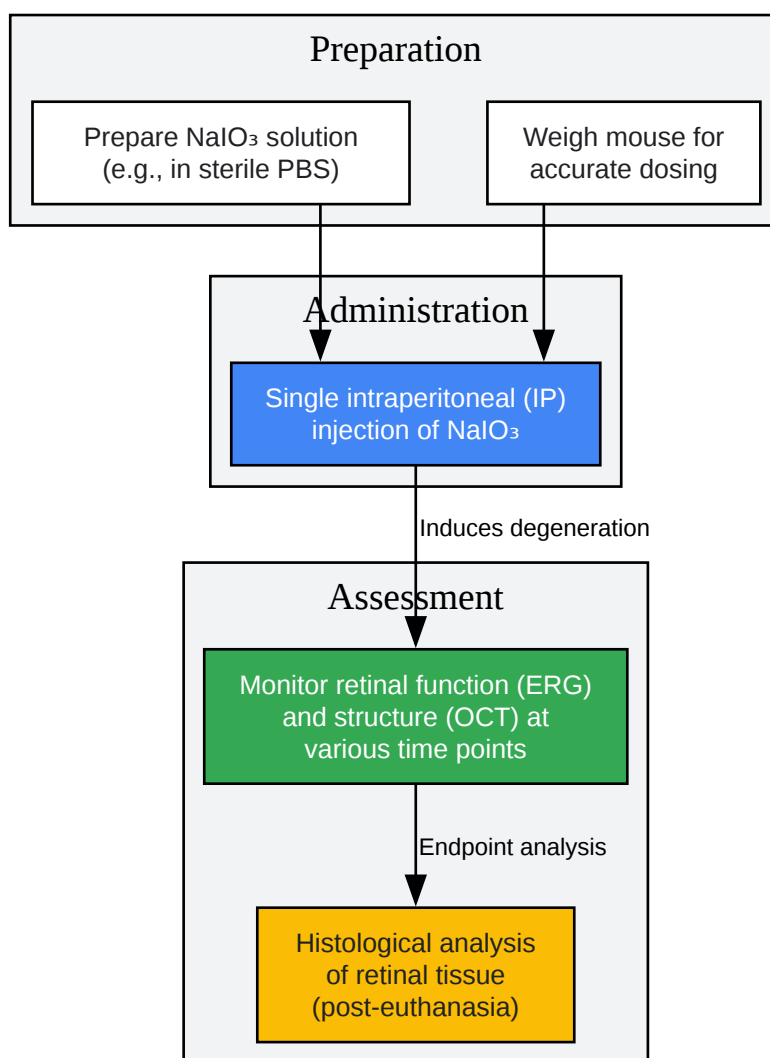 Preparation
Prepare NaIO₃ solution
(e.g., in sterile PBS)
Weigh mouse for
accurate dosing
Administration
Single intraperitoneal (IP)
injection of NaIO₃
Induces degeneration
Assessment
Monitor retinal function (ERG)
and structure (OCT) at
various time points
Endpoint analysis
Histological analysis
of retinal tissue
(post-euthanasia)